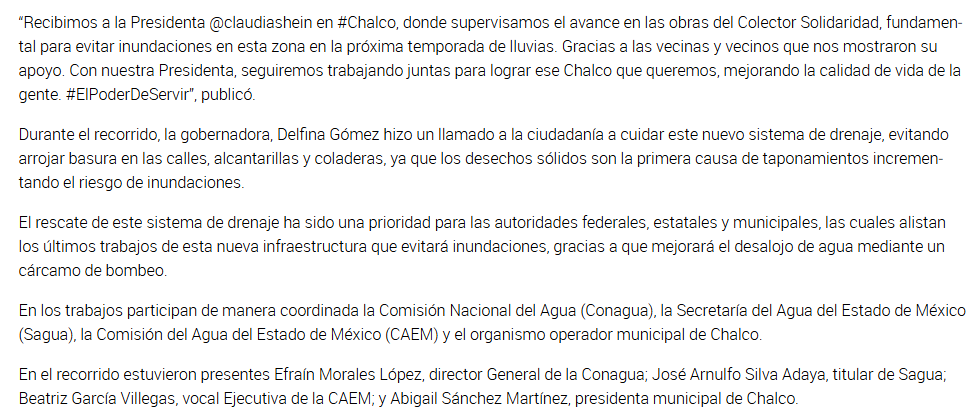 “Recibimos a la Presidenta @claudiashein en #Chalco, donde supervisamos el avance en las obras del Colector Solidaridad, fundamen-
tal para evitar inundaciones en esta zona en la próxima temporada de lluvias. Gracias a las vecinas y vecinos que nos mostraron su
apoyo. Con nuestra Presidenta, seguiremos trabajando juntas para lograr ese Chalco que queremos, mejorando la calidad de vida de la
gente. #ElPoderDeServir”, publicó.
Durante el recorrido, la gobernadora, Delfina Gómez hizo un llamado a la ciudadanía a cuidar este nuevo sistema de drenaje, evitando
arrojar basura en las calles, alcantarillas y coladeras, ya que los desechos sólidos son la primera causa de taponamientos incremen-
tando el riesgo de inundaciones.
El rescate de este sistema de drenaje ha sido una prioridad para las autoridades federales, estatales y municipales, las cuales alistan
los últimos trabajos de esta nueva infraestructura que evitará inundaciones, gracias a que mejorará el desalojo de agua mediante un
cárcamo de bombeo.
En los trabajos participan de manera coordinada la Comisión Nacional del Agua (Conagua), la Secretaría del Agua del Estado de México
(Sagua), la Comisión del Agua del Estado de México (CAEM) y el organismo operador municipal de Chalco.
En el recorrido estuvieron presentes Efraín Morales López, director General de la Conagua; José Arnulfo Silva Adaya, titular de Sagua;
Beatriz García Villegas, vocal Ejecutiva de la CAEM; y Abigail Sánchez Martínez, presidenta municipal de Chalco.